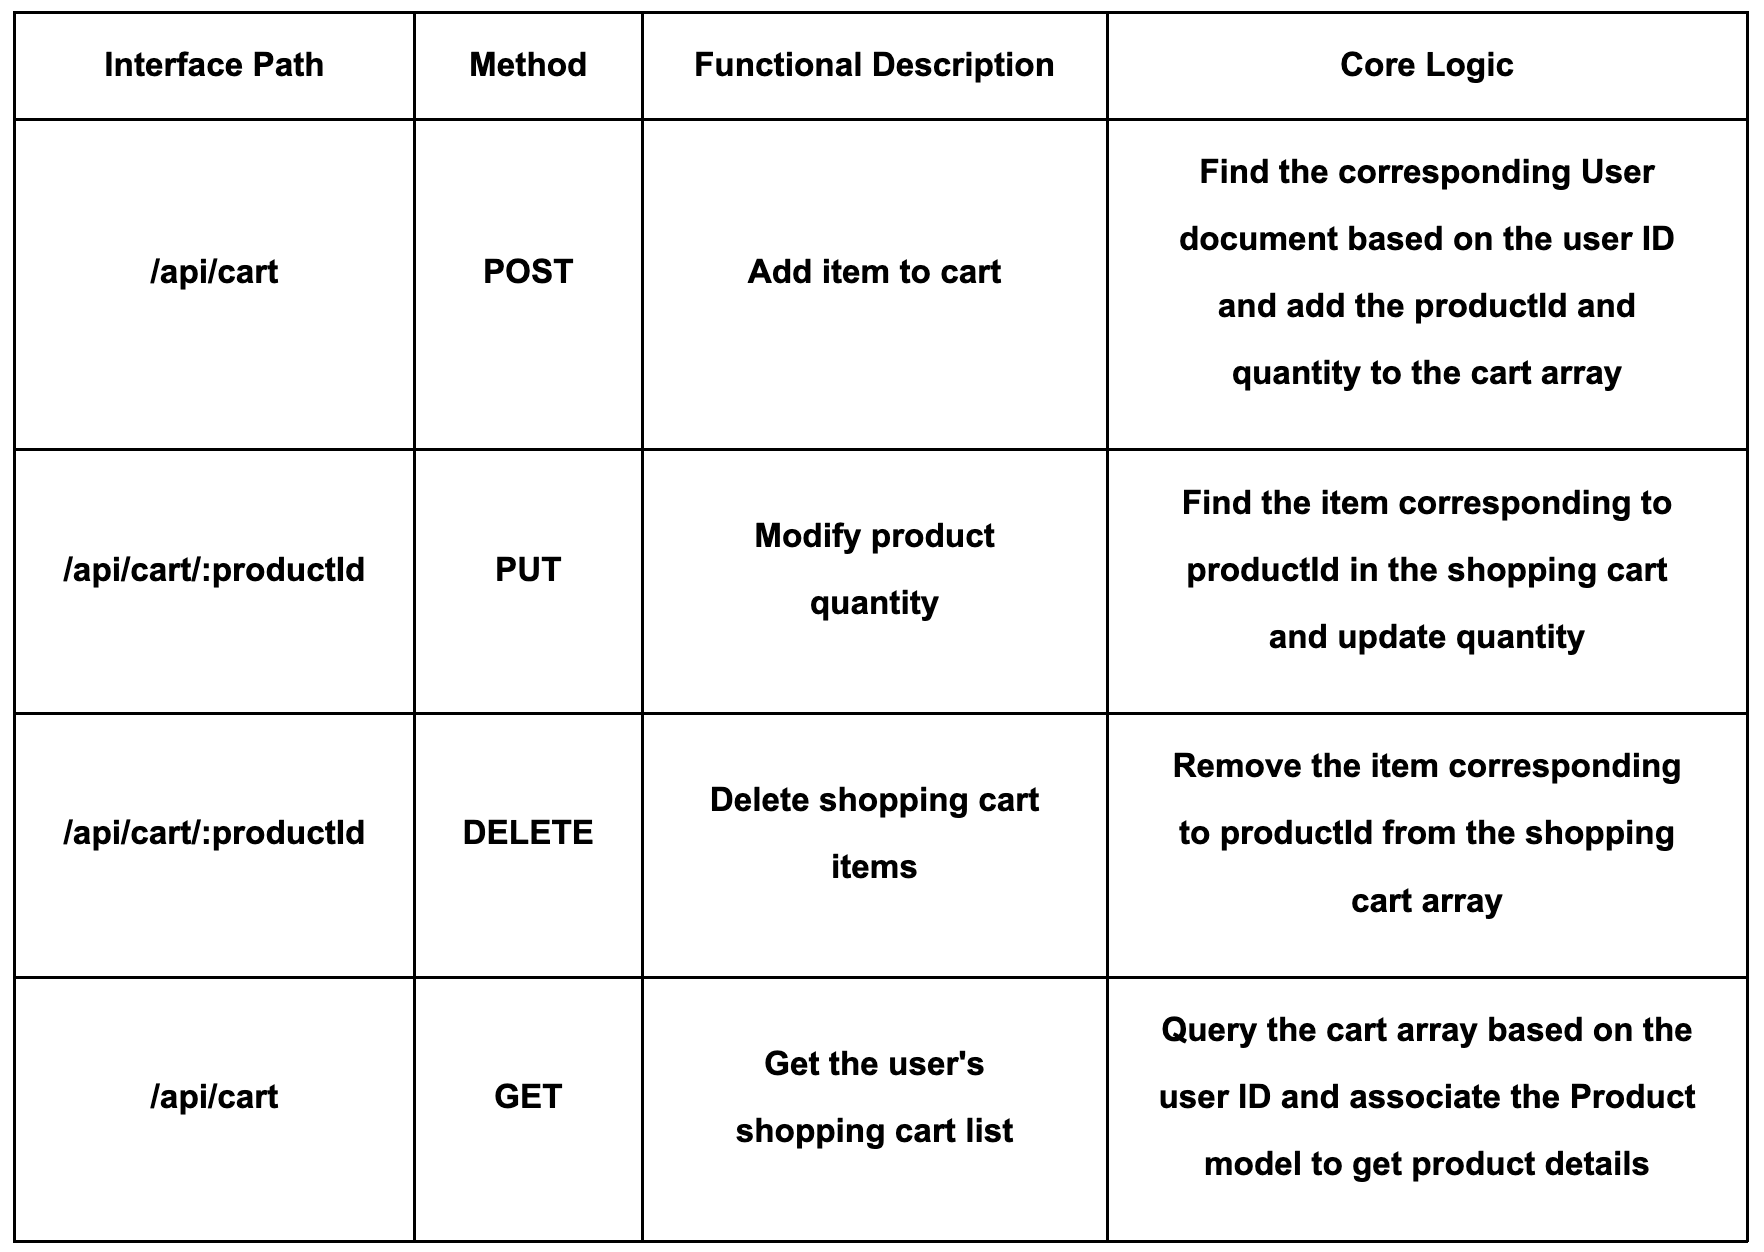 Interface Path
Method
Functional Description
Core Logic
/api/cart
POST
Add item to cart
Find the corresponding User
document based on the user ID
and add the productId and
quantity to the cart array
/api/cart/:productId
PUT
Modify product
quantity
Find the item corresponding to
productId in the shopping cart
and update quantity
/api/cart/:productId
DELETE
Delete shopping cart
items
Remove the item corresponding
to productId from the shopping
cart array
/api/cart
GET
Get the user's
shopping cart list
Query the cart array based on the
user ID and associate the Product
model to get product details